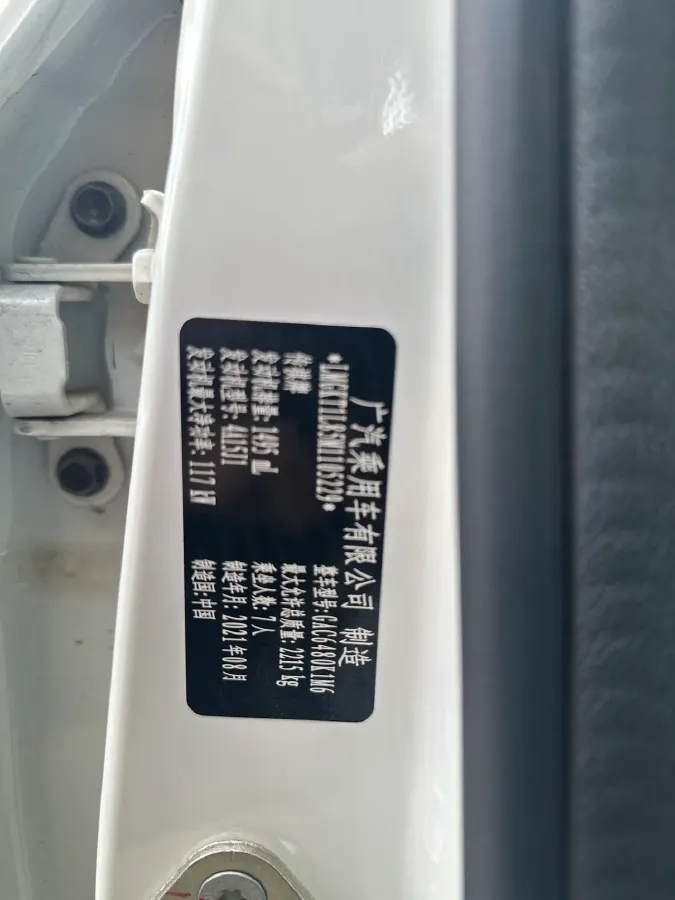 广汽乘用车有限公司 制造
整车型号:GAC6480K1M6
传祺牌 最大允许总质量: 2215 kg
发动机排量: 1495 mL 乘坐人数: 7人
发动机型号: 4A15J1 制造年月: 2021年08月
发动机最大净功率: 117 kW 制造国:中国